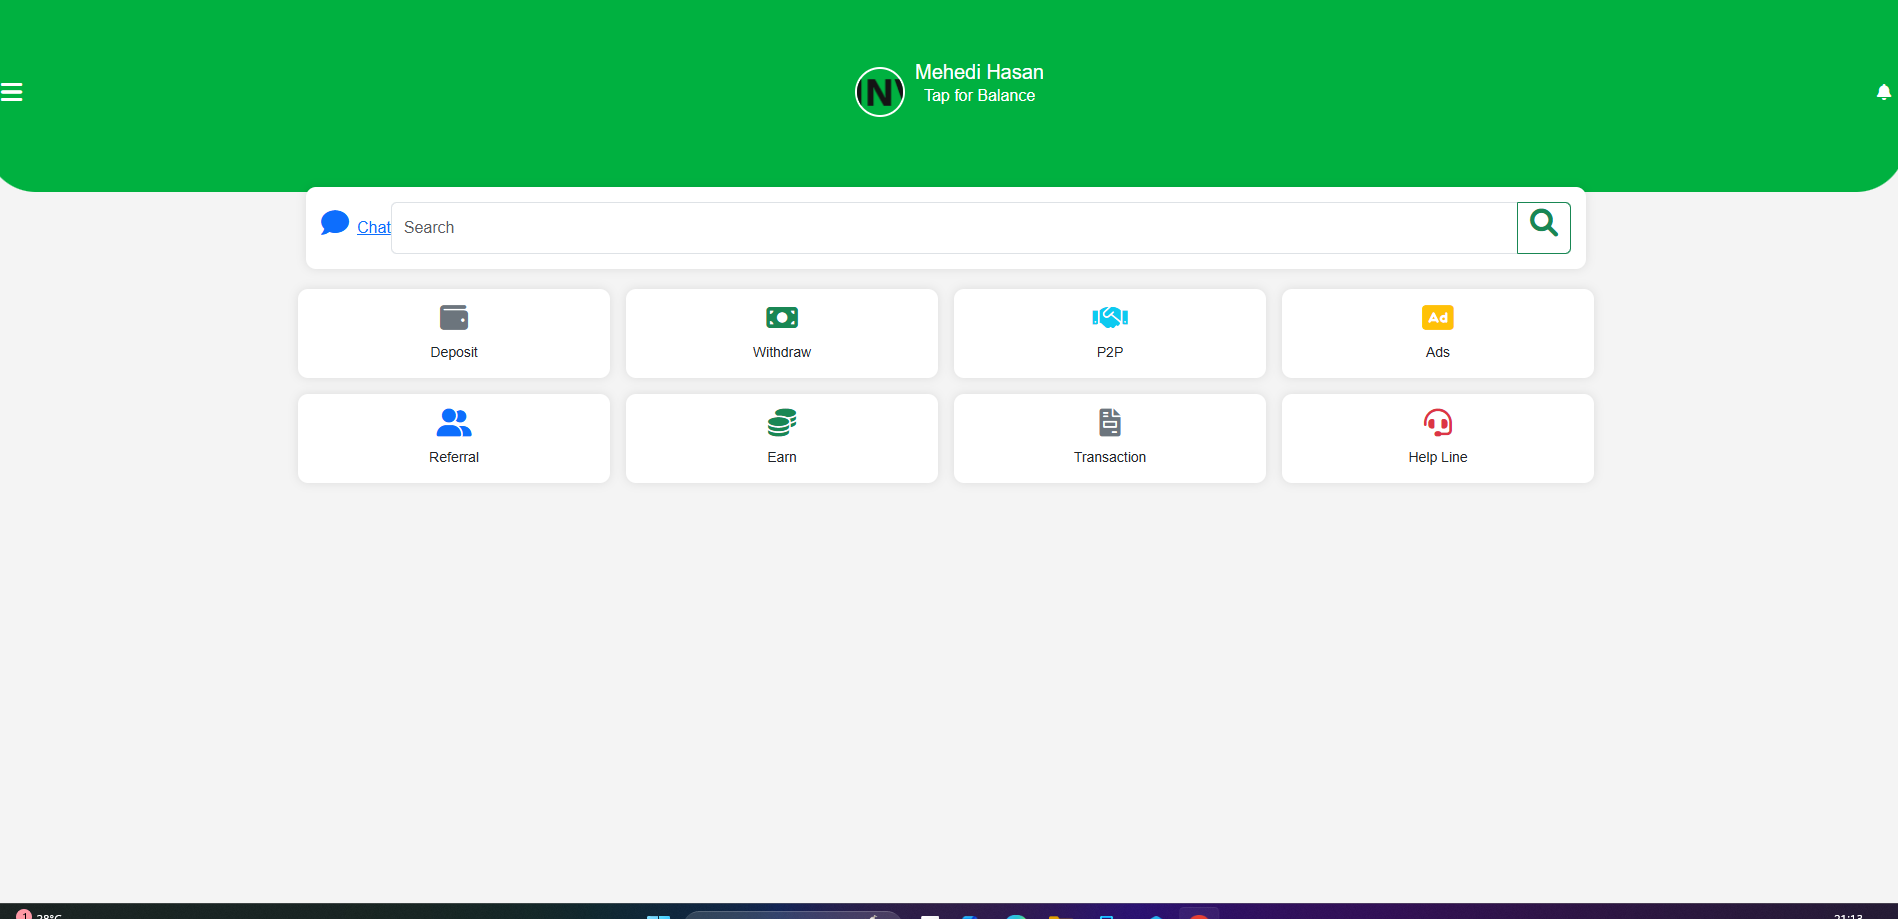 Mehedi Hasan
N
Tap for Balance
Chat
Search
Deposit
Withdraw
P2P
Ad
Ads
Referral
Earn
Transaction
Help Line
1
28°C
21:13